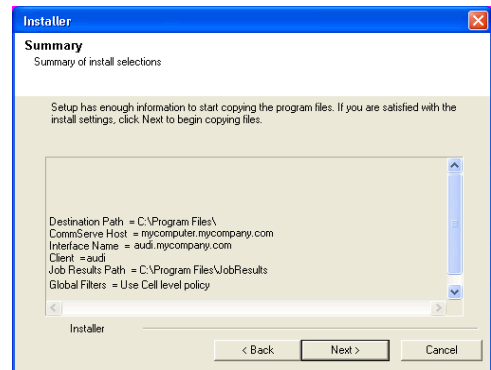 Installer
Summary
Summary of install selections
Setup has enough information to start copying the program files. If you are satisfied with the
install settings, click Next to begin copying files.
Destination Path = C:\Program Files\
CommServe Host = mycomputer.mycompany.com
Interface Name = audi.mycompany.com
Client =audi
Job Results Path = C:\Program Files\JobResults
Global Filters = Use Cell level policy
Installer
< Back Next > Cancel